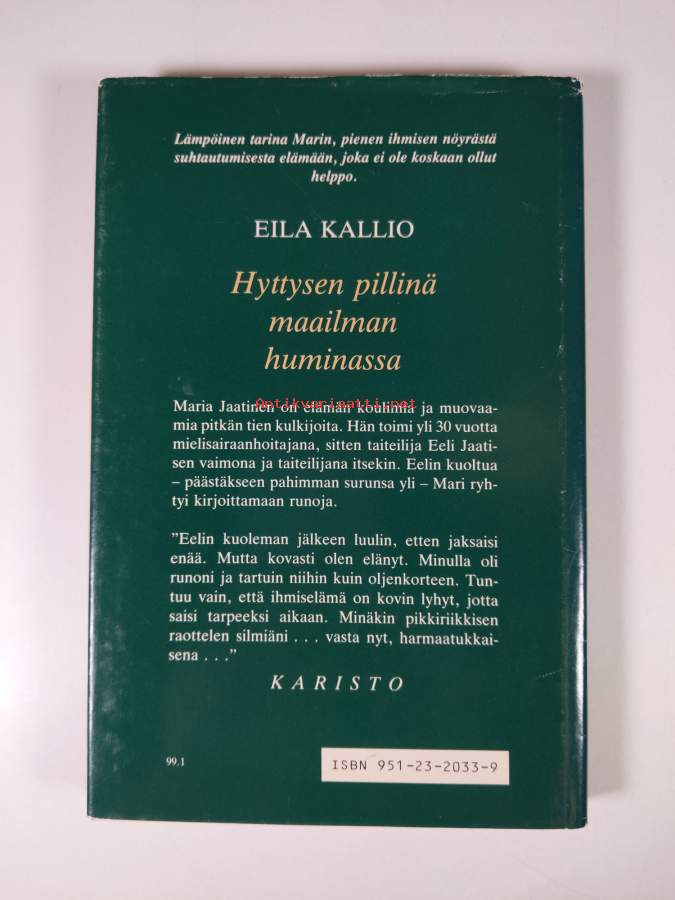 Lämpöinen tarina Marin, pienen ihmisen nöyrästä
suhtautumisesta elämään, joka ei ole koskaan ollut
helppo.
EILA KALLIO
Hyttysen pillinä
maailman
huminassa
Antikvariaatti.net
Maria Jaatinen on elämän koulimia ja muovaa-
mia pitkän tien kulkijoita. Hän toimi yli 30 vuotta
mielisairaanhoitajana, sitten taiteilija Eeli Jaati-
sen vaimona ja taiteilijana itsekin. Eelin kuoltua
– päästäkseen pahimman surunsa yli – Mari ryh-
tyi kirjoittamaan runoja.
”Eelin kuoleman jälkeen luulin, etten jaksaisi
enää. Mutta kovasti olen elänyt. Minulla oli
runoni ja tartuin niihin kuin oljenkorteen. Tun-
tuu vain, että ihmiselämä on kovin lyhyt, jotta
saisi tarpeeksi aikaan. Minäkin pikkiriikkisen
raottelen silmiäni . . . vasta nyt, harmaatukkai-
sena . . .”
KARISTO
99.1
ISBN 951-23-2033-9